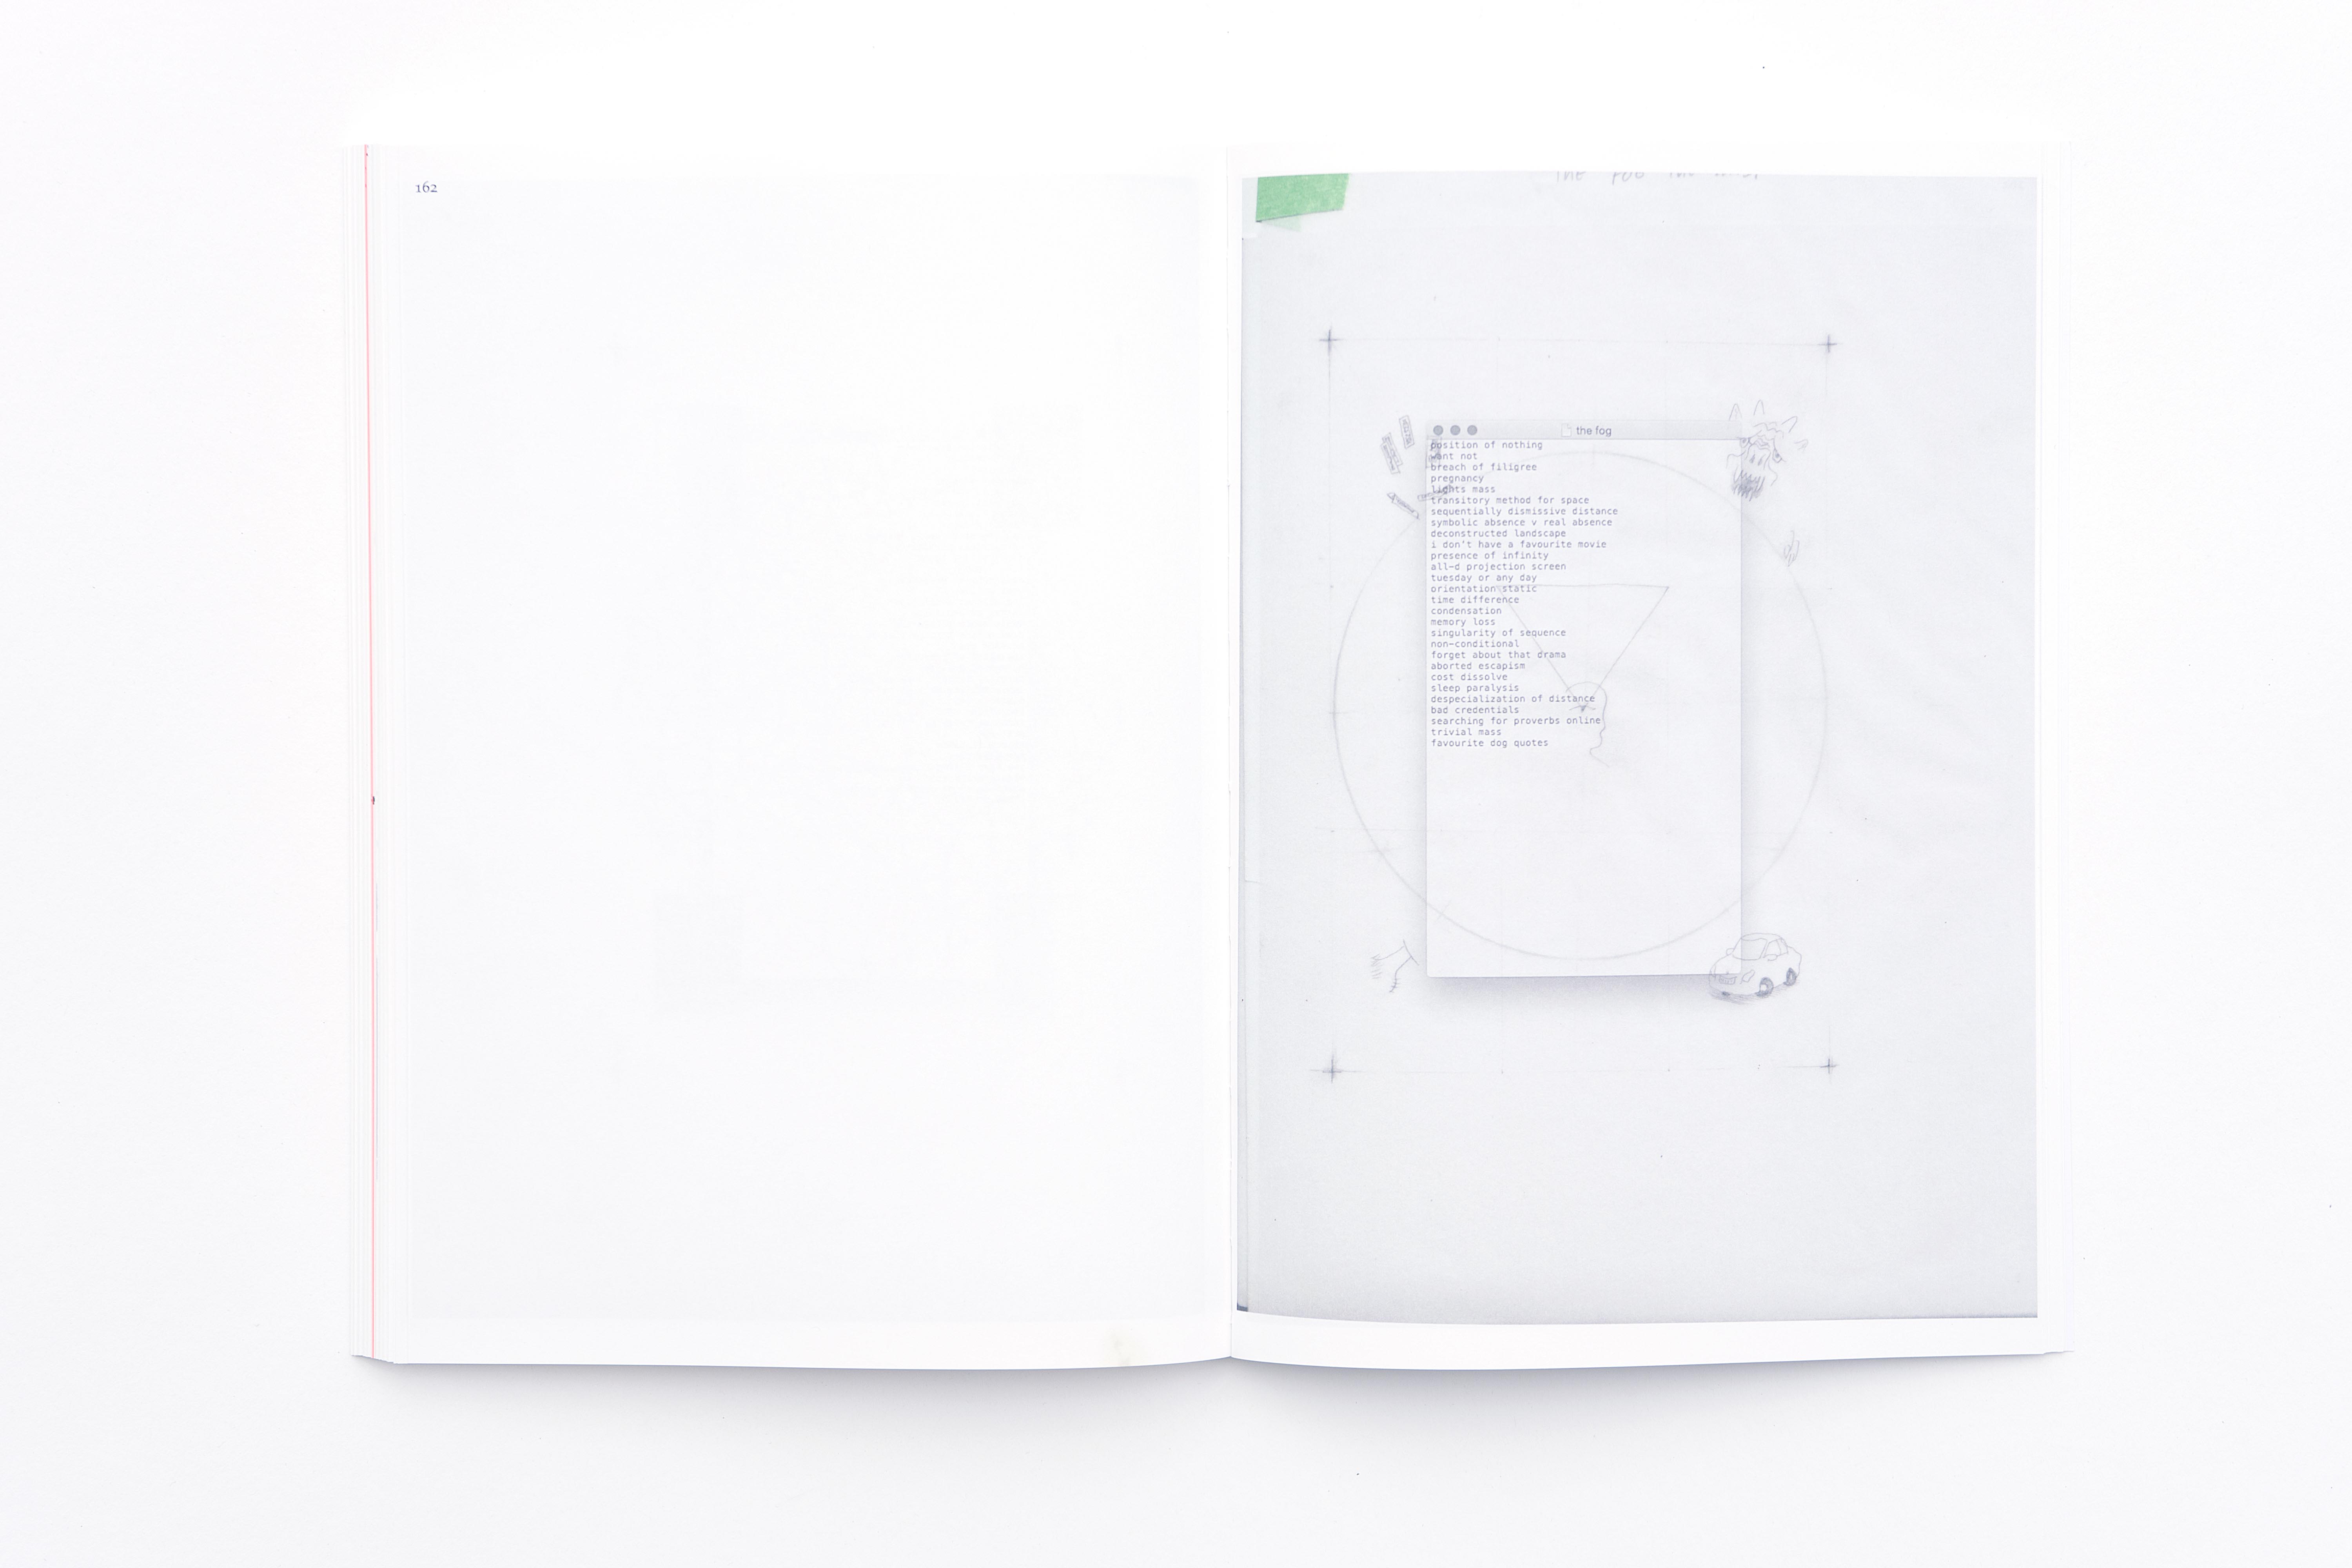 162
THE FOG THE
the fog
position of nothing
want not
breach of filigree
pregnancy
lights mass
transitory method for space
sequentially dismissive distance
symbolic absence v real absence
deconstructed landscape
i don't have a favourite movie
presence of infinity
all-d projection screen
tuesday or any day
orientation static
time difference
condensation
memory loss
singularity of sequence
non-conditional
forget about that drama
aborted escapism
cost dissolve
sleep paralysis
despecialization of distance
bad credentials
searching for proverbs online
trivial mass
favourite dog quotes